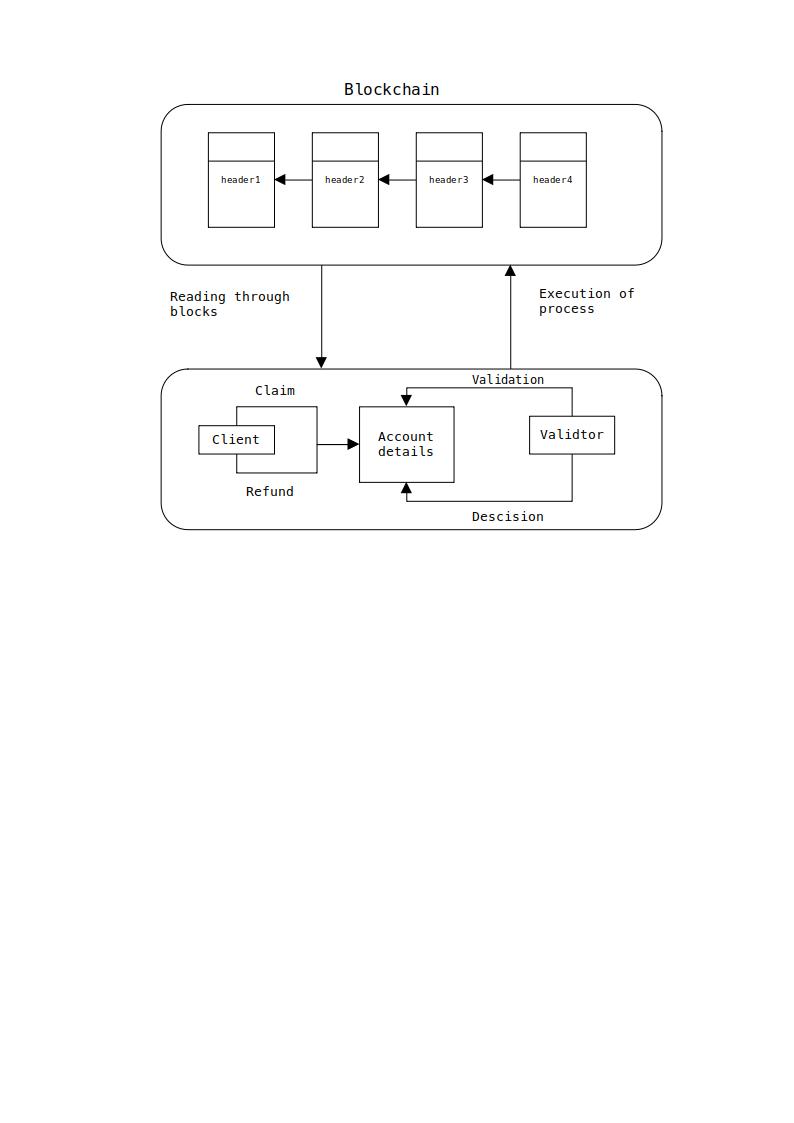 Blockchain
header1
header2
header3
header4
Reading through
blocks
Execution of
process
Validation
Claim
Client
Account
details
Validtor
Refund
Descision